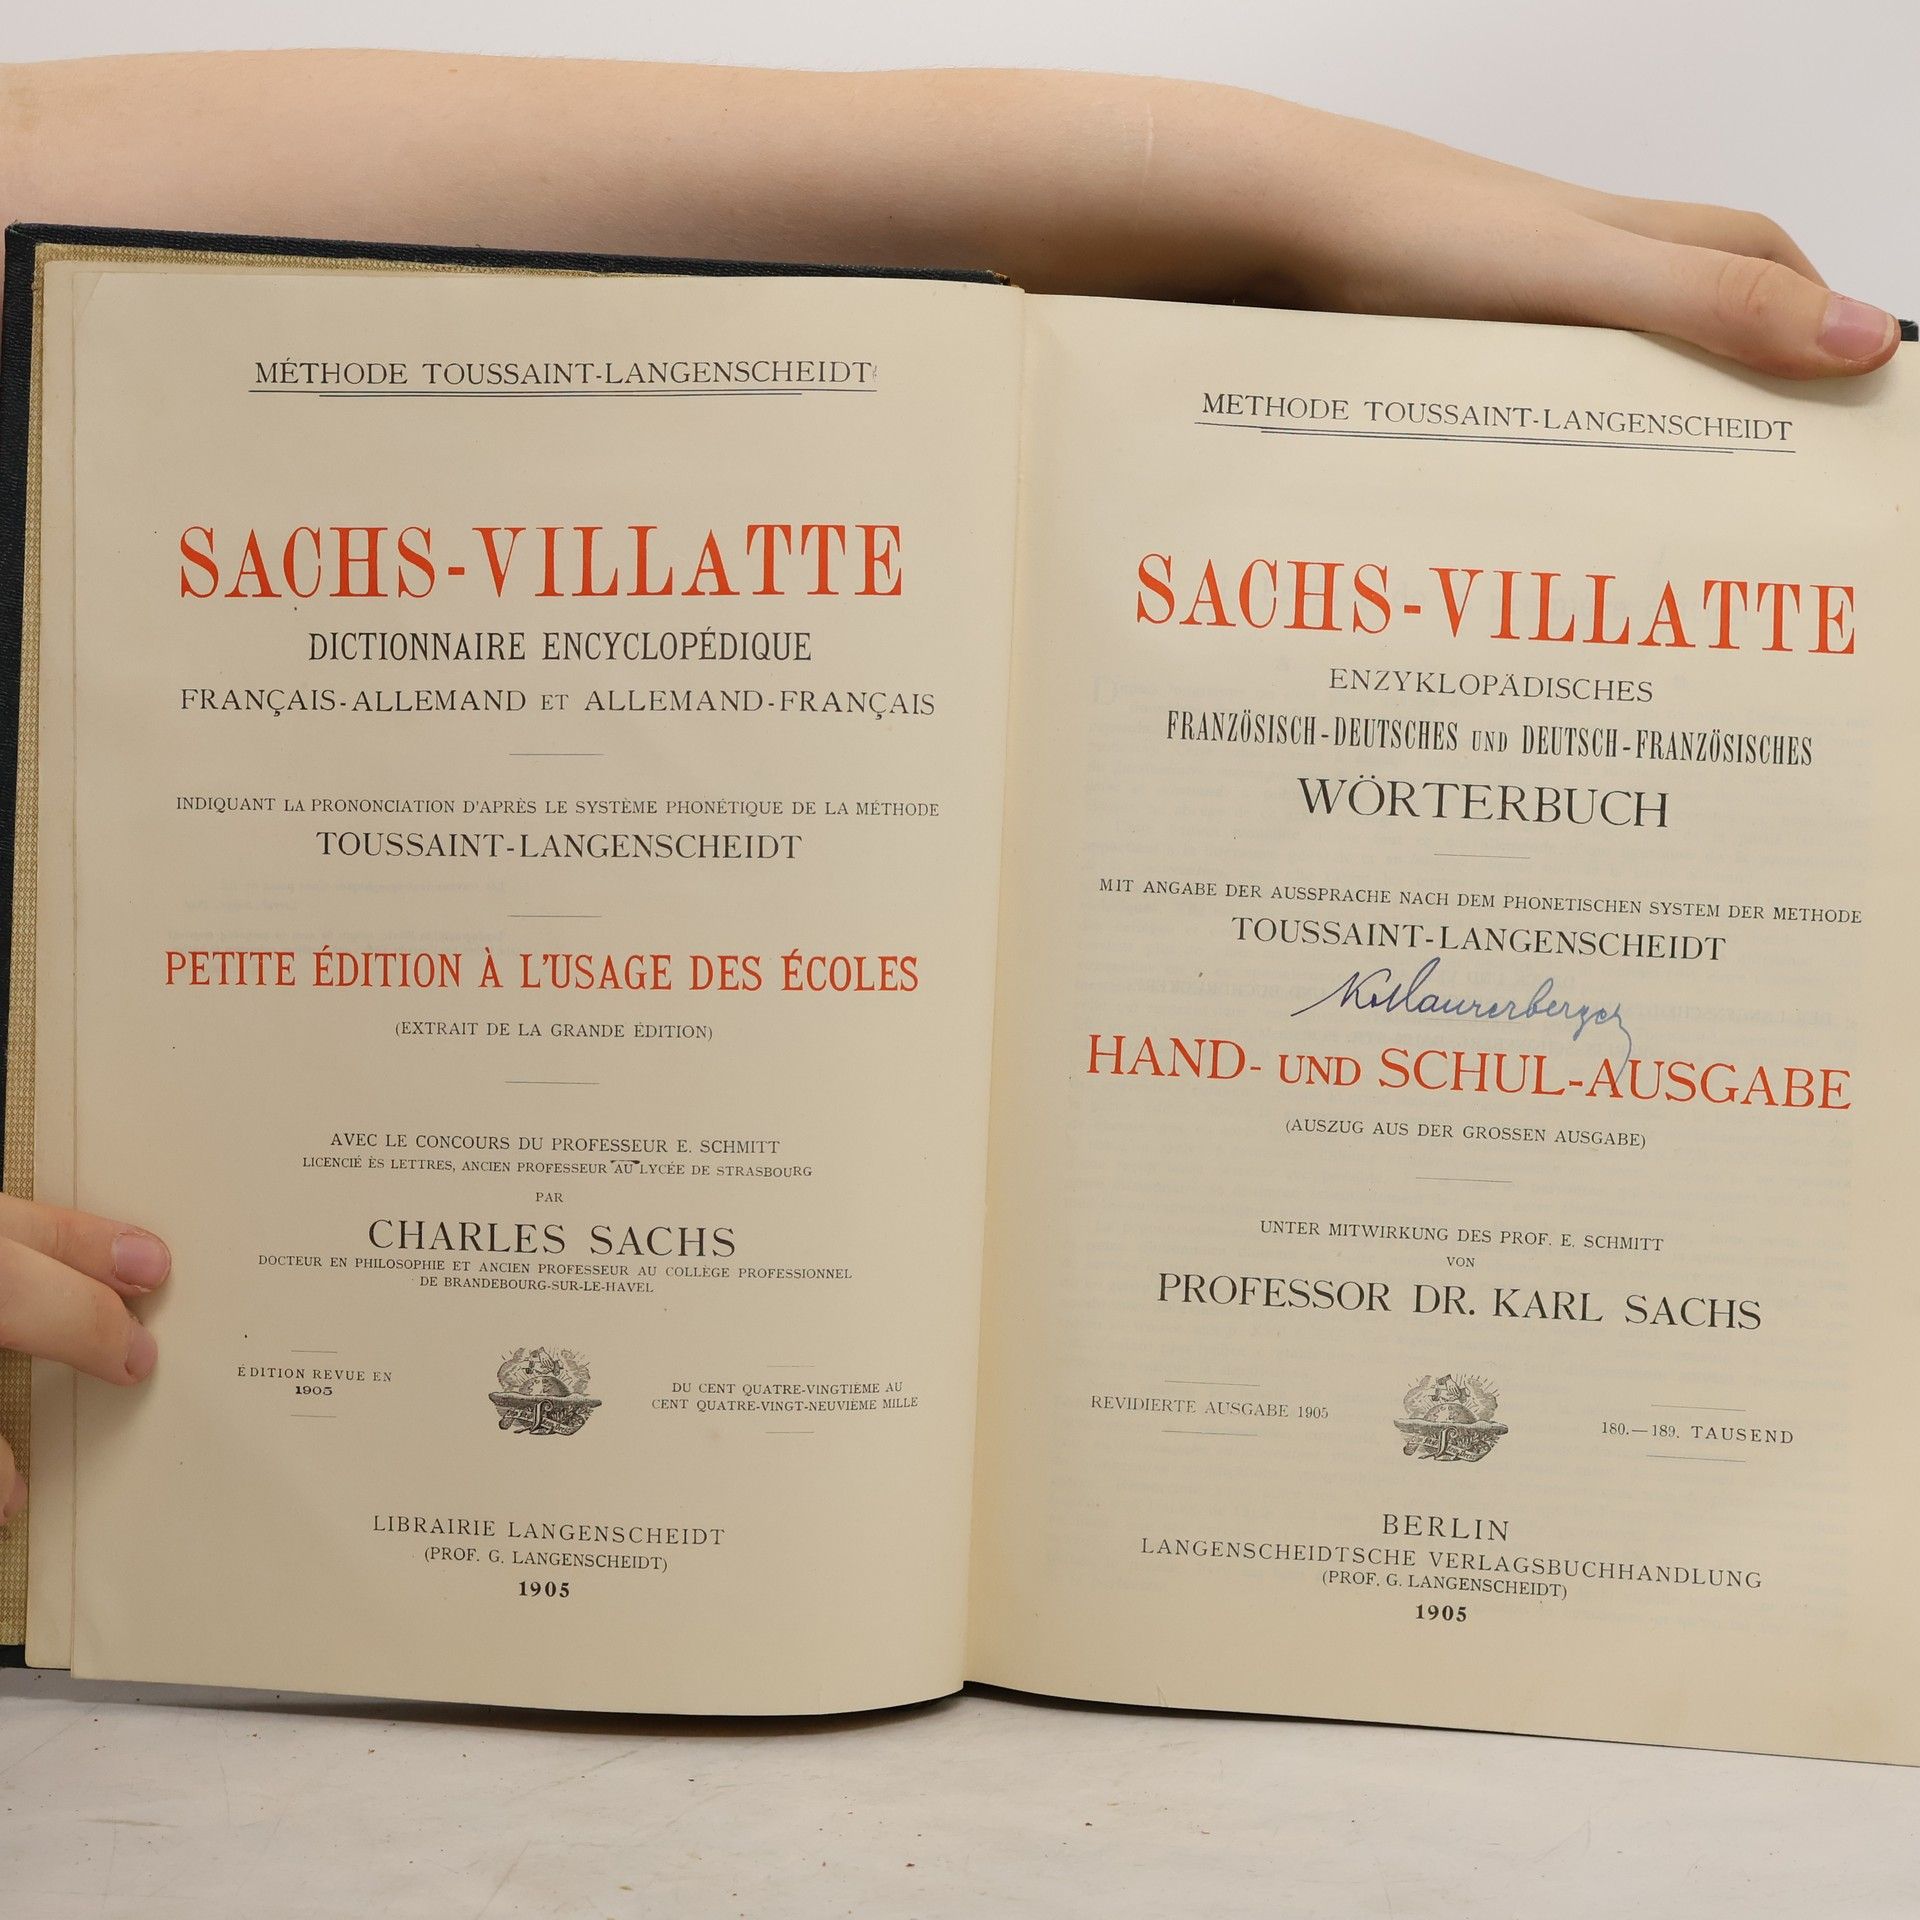 MÉTHODE TOUSSAINT-LANGENSCHEIDT
SACHS-VILLATTE
DICTIONNAIRE ENCYCLOPÉDIQUE
FRANÇAIS-ALLEMAND ET ALLEMAND-FRANÇAIS
INDIQUANT LA PRONONCIATION D'APRÈS LE SYSTÈME PHONÉTIQUE DE LA MÉTHODE
TOUSSAINT-LANGENSCHEIDT
PETITE ÉDITION À L'USAGE DES ÉCOLES
(EXTRAIT DE LA GRANDE ÉDITION)
AVEC LE CONCOURS DU PROFESSEUR E. SCHMITT
LICENCIÉ ÈS LETTRES, ANCIEN PROFESSEUR AU LYCÉE DE STRASBOURG
PAR
CHARLES SACHS
DOCTEUR EN PHILOSOPHIE ET ANCIEN PROFESSEUR AU COLLÈGE PROFESSIONNEL
DE BRANDEBOURG-SUR-LE-HAVEL
ÉDITION REVUE EN
1905
DU CENT QUATRE-VINGTIÈME AU
CENT QUATRE-VINGT-NEUVIÈME MILLE
LIBRAIRIE LANGENSCHEIDT
(PROF. G. LANGENSCHEIDT)
1905
METHODE TOUSSAINT-LANGENSCHEIDT
SACHS-VILLATTE
ENZYKLOPÄDISCHES
FRANZÖSISCH-DEUTSCHES UND DEUTSCH-FRANZÖSISCHES
WÖRTERBUCH
MIT ANGABE DER AUSSPRACHE NACH DEM PHONETISCHEN SYSTEM DER METHODE
TOUSSAINT-LANGENSCHEIDT
HAND- UND SCHUL-AUSGABE
(AUSZUG AUS DER GROSSEN AUSGABE)
UNTER MITWIRKUNG DES PROF. E. SCHMITT
VON
PROFESSOR DR. KARL SACHS
REVIDIERTE AUSGABE 1905
180.—189. TAUSEND
BERLIN
LANGENSCHEIDTSCHE VERLAGSBUCHHANDLUNG
(PROF. G. LANGENSCHEIDT)
1905